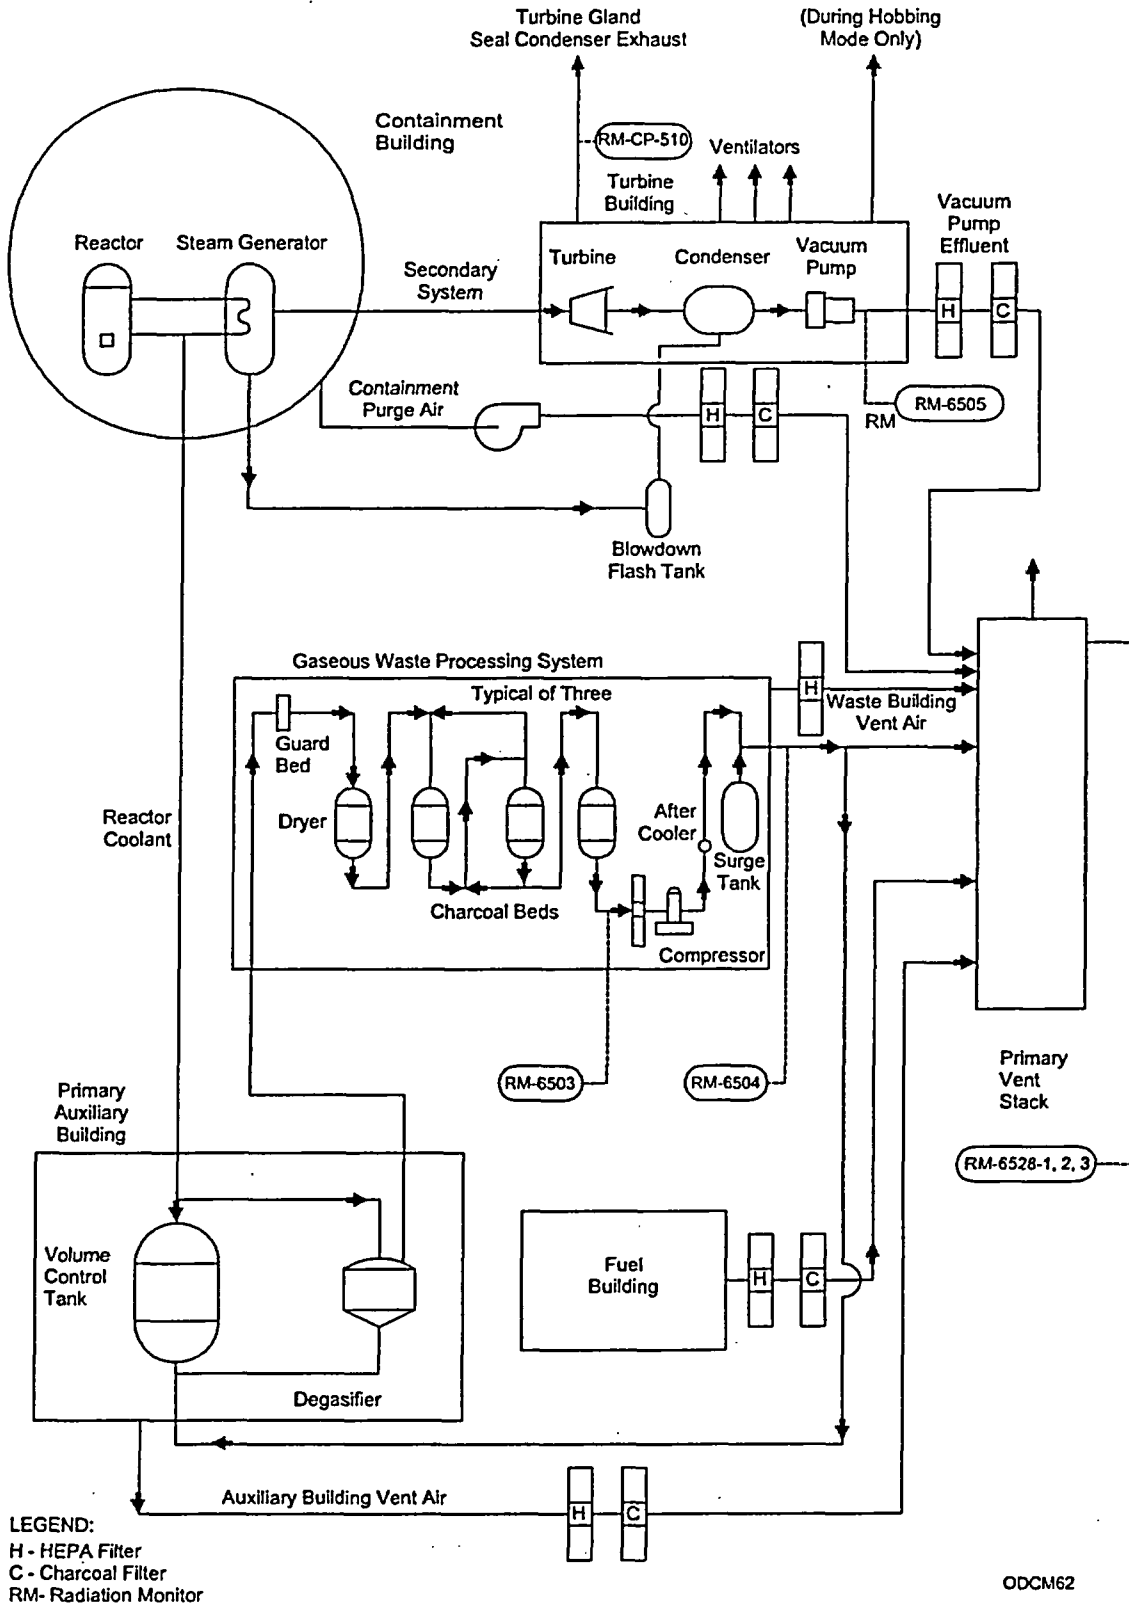 Turbine Gland
Seal Condenser Exhaust
(During Hobbing
Mode Only)
Containment
Building
RM-CP-510
Ventilators
Turbine
Building
Vacuum
Pump
Effluent
Reactor
Steam Generator
Secondary
System
Turbine
Condenser
Vacuum
Pump
H
C
Containment
Purge Air
H
C
RM
RM-6505
Blowdown
Flash Tank
Gaseous Waste Processing System
Typical of Three
H
Waste Building
Vent Air
Guard
Bed
Reactor
Coolant
Dryer
After
Cooler
Surge
Tank
Charcoal Beds
Compressor
RM-6503
RM-6504
Primary
Vent
Stack
Primary
Auxiliary
Building
RM-6528-1, 2, 3
Volume
Control
Tank
Fuel
Building
H
C
Degasifier
Auxiliary Building Vent Air
H
C
LEGEND:
H - HEPA Filter
C - Charcoal Filter
RM- Radiation Monitor
ODCM62